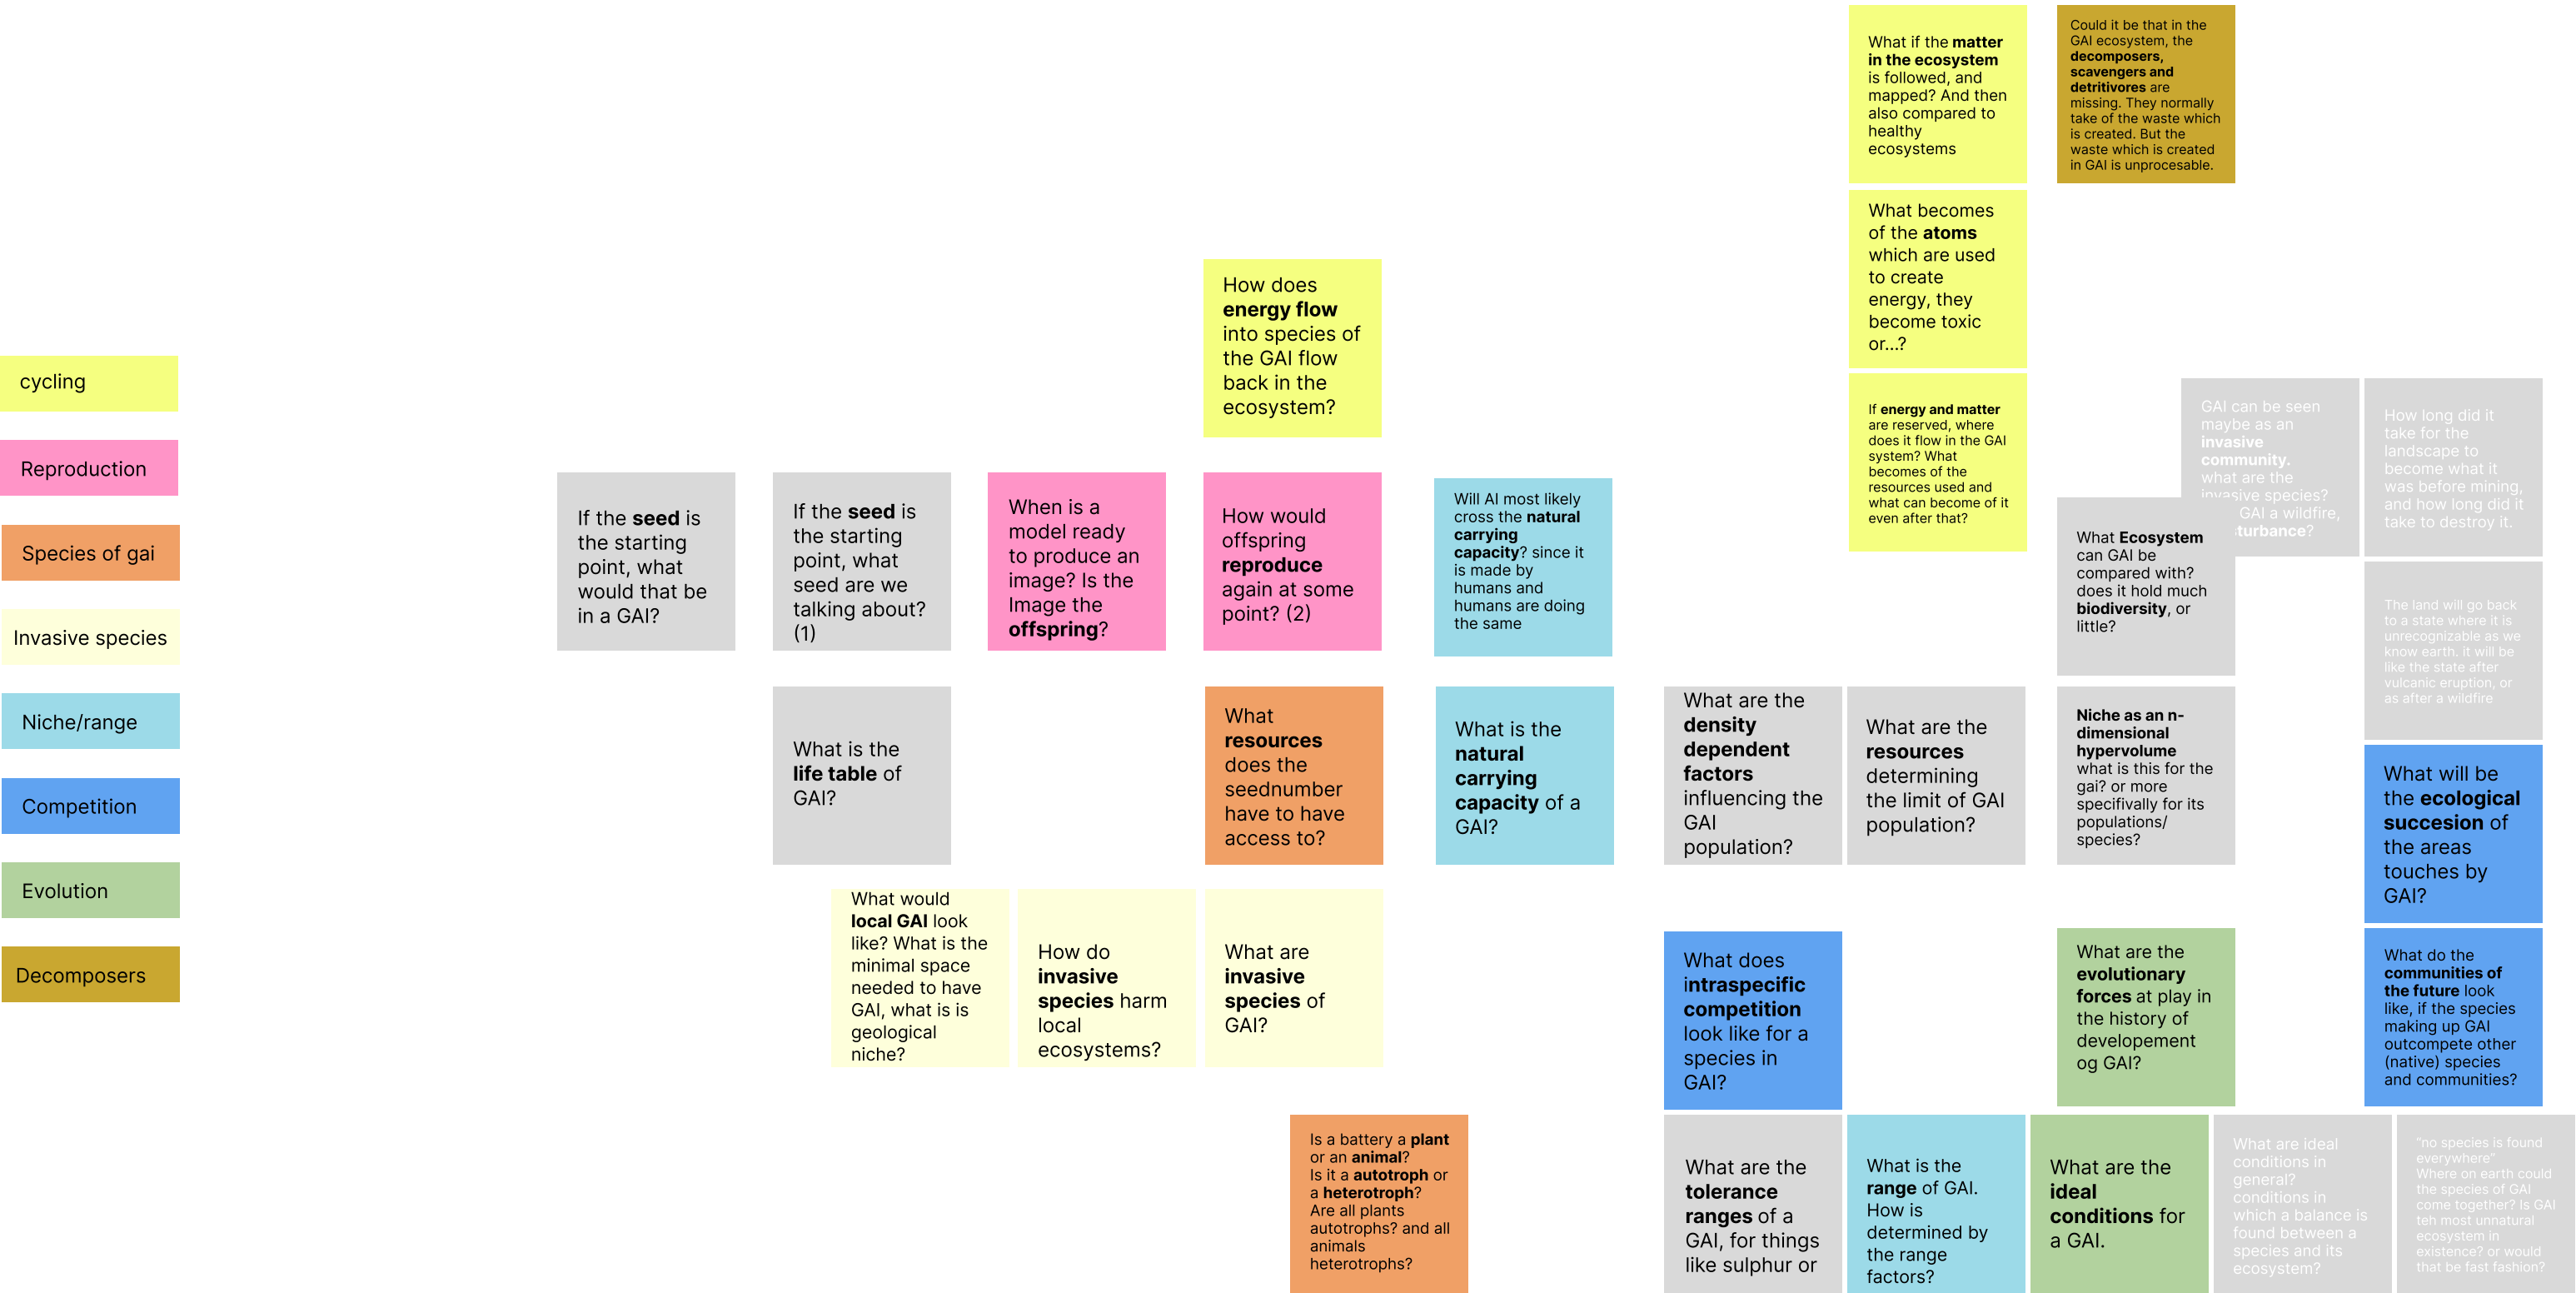 cycling
Reproduction
Species of gai
Invasive species
Niche/range
Competition
Evolution
Decomposers
What if the matter
in the ecosystem
is followed, and
mapped? And then
also compared to
healthy
ecosystems
Could it be that in the
GAI ecosystem, the
decomposers,
scavengers and
detritivores are
missing. They normally
take of the waste which
is created. But the
waste which is created
in GAI is unprocesable.
What becomes
of the atoms
which are used
to create
energy, they
become toxic
or...?
How does
energy flow
into species of
the GAI flow
back in the
ecosystem?
If energy and matter
are reserved, where
does it flow in the GAI
system? What
becomes of the
resources used and
what can become of it
even after that?
GAI can be seen
maybe as an
invasive
community.
what are the
invasive species?
GAI a wildfire,
sturbance?
How long did it
take for the
landscape to
become what it
was before mining,
and how long did it
take to destroy it.
If the seed is
the starting
point, what
would that be
in a GAI?
If the seed is
the starting
point, what
seed are we
talking about?
(1)
When is a
model ready
to produce an
image? Is the
Image the
offspring?
How would
offspring
reproduce
again at some
point? (2)
Will AI most likely
cross the natural
carrying
capacity? since it
is made by
humans and
humans are doing
the same
What Ecosystem
can GAI be
compared with?
does it hold much
biodiversity, or
little?
The land will go back
to a state where it is
unrecognizable as we
know earth. it will be
like the state after
vulcanic eruption, or
as after a wildfire
What is the
life table of
GAI?
What
resources
does the
seednumber
have to have
access to?
What is the
natural
carrying
capacity of a
GAI?
What are the
density
dependent
factors
influencing the
GAI
population?
What are the
resources
determining
the limit of GAI
population?
Niche as an n-
dimensional
hypervolume
what is this for the
gai? or more
specifivally for its
populations/
species?
What will be
the ecological
succesion of
the areas
touches by
GAI?
What would
local GAI look
like? What is the
minimal space
needed to have
GAI, what is is
geological
niche?
How do
invasive
species harm
local
ecosystems?
What are
invasive
species of
GAI?
What does
intraspecific
competition
look like for a
species in
GAI?
What are the
evolutionary
forces at play in
the history of
developement
og GAI?
What do the
communities of
the future look
like, if the species
making up GAI
outcompete other
(native) species
and communities?
Is a battery a plant
or an animal?
Is it a autotroph or
a heterotroph?
Are all plants
autotrophs? and all
animals
heterotrophs?
What are the
tolerance
ranges of a
GAI, for things
like sulphur or
What is the
range of GAI.
How is
determined by
the range
factors?
What are the
ideal
conditions for
a GAI.
What are ideal
conditions in
general?
conditions in
which a balance is
found between a
species and its
ecosystem?
"no species is found
everywhere"
Where on earth could
the species of GAI
come together? Is GAI
teh most unnatural
ecosystem in
existence? or would
that be fast fashion?